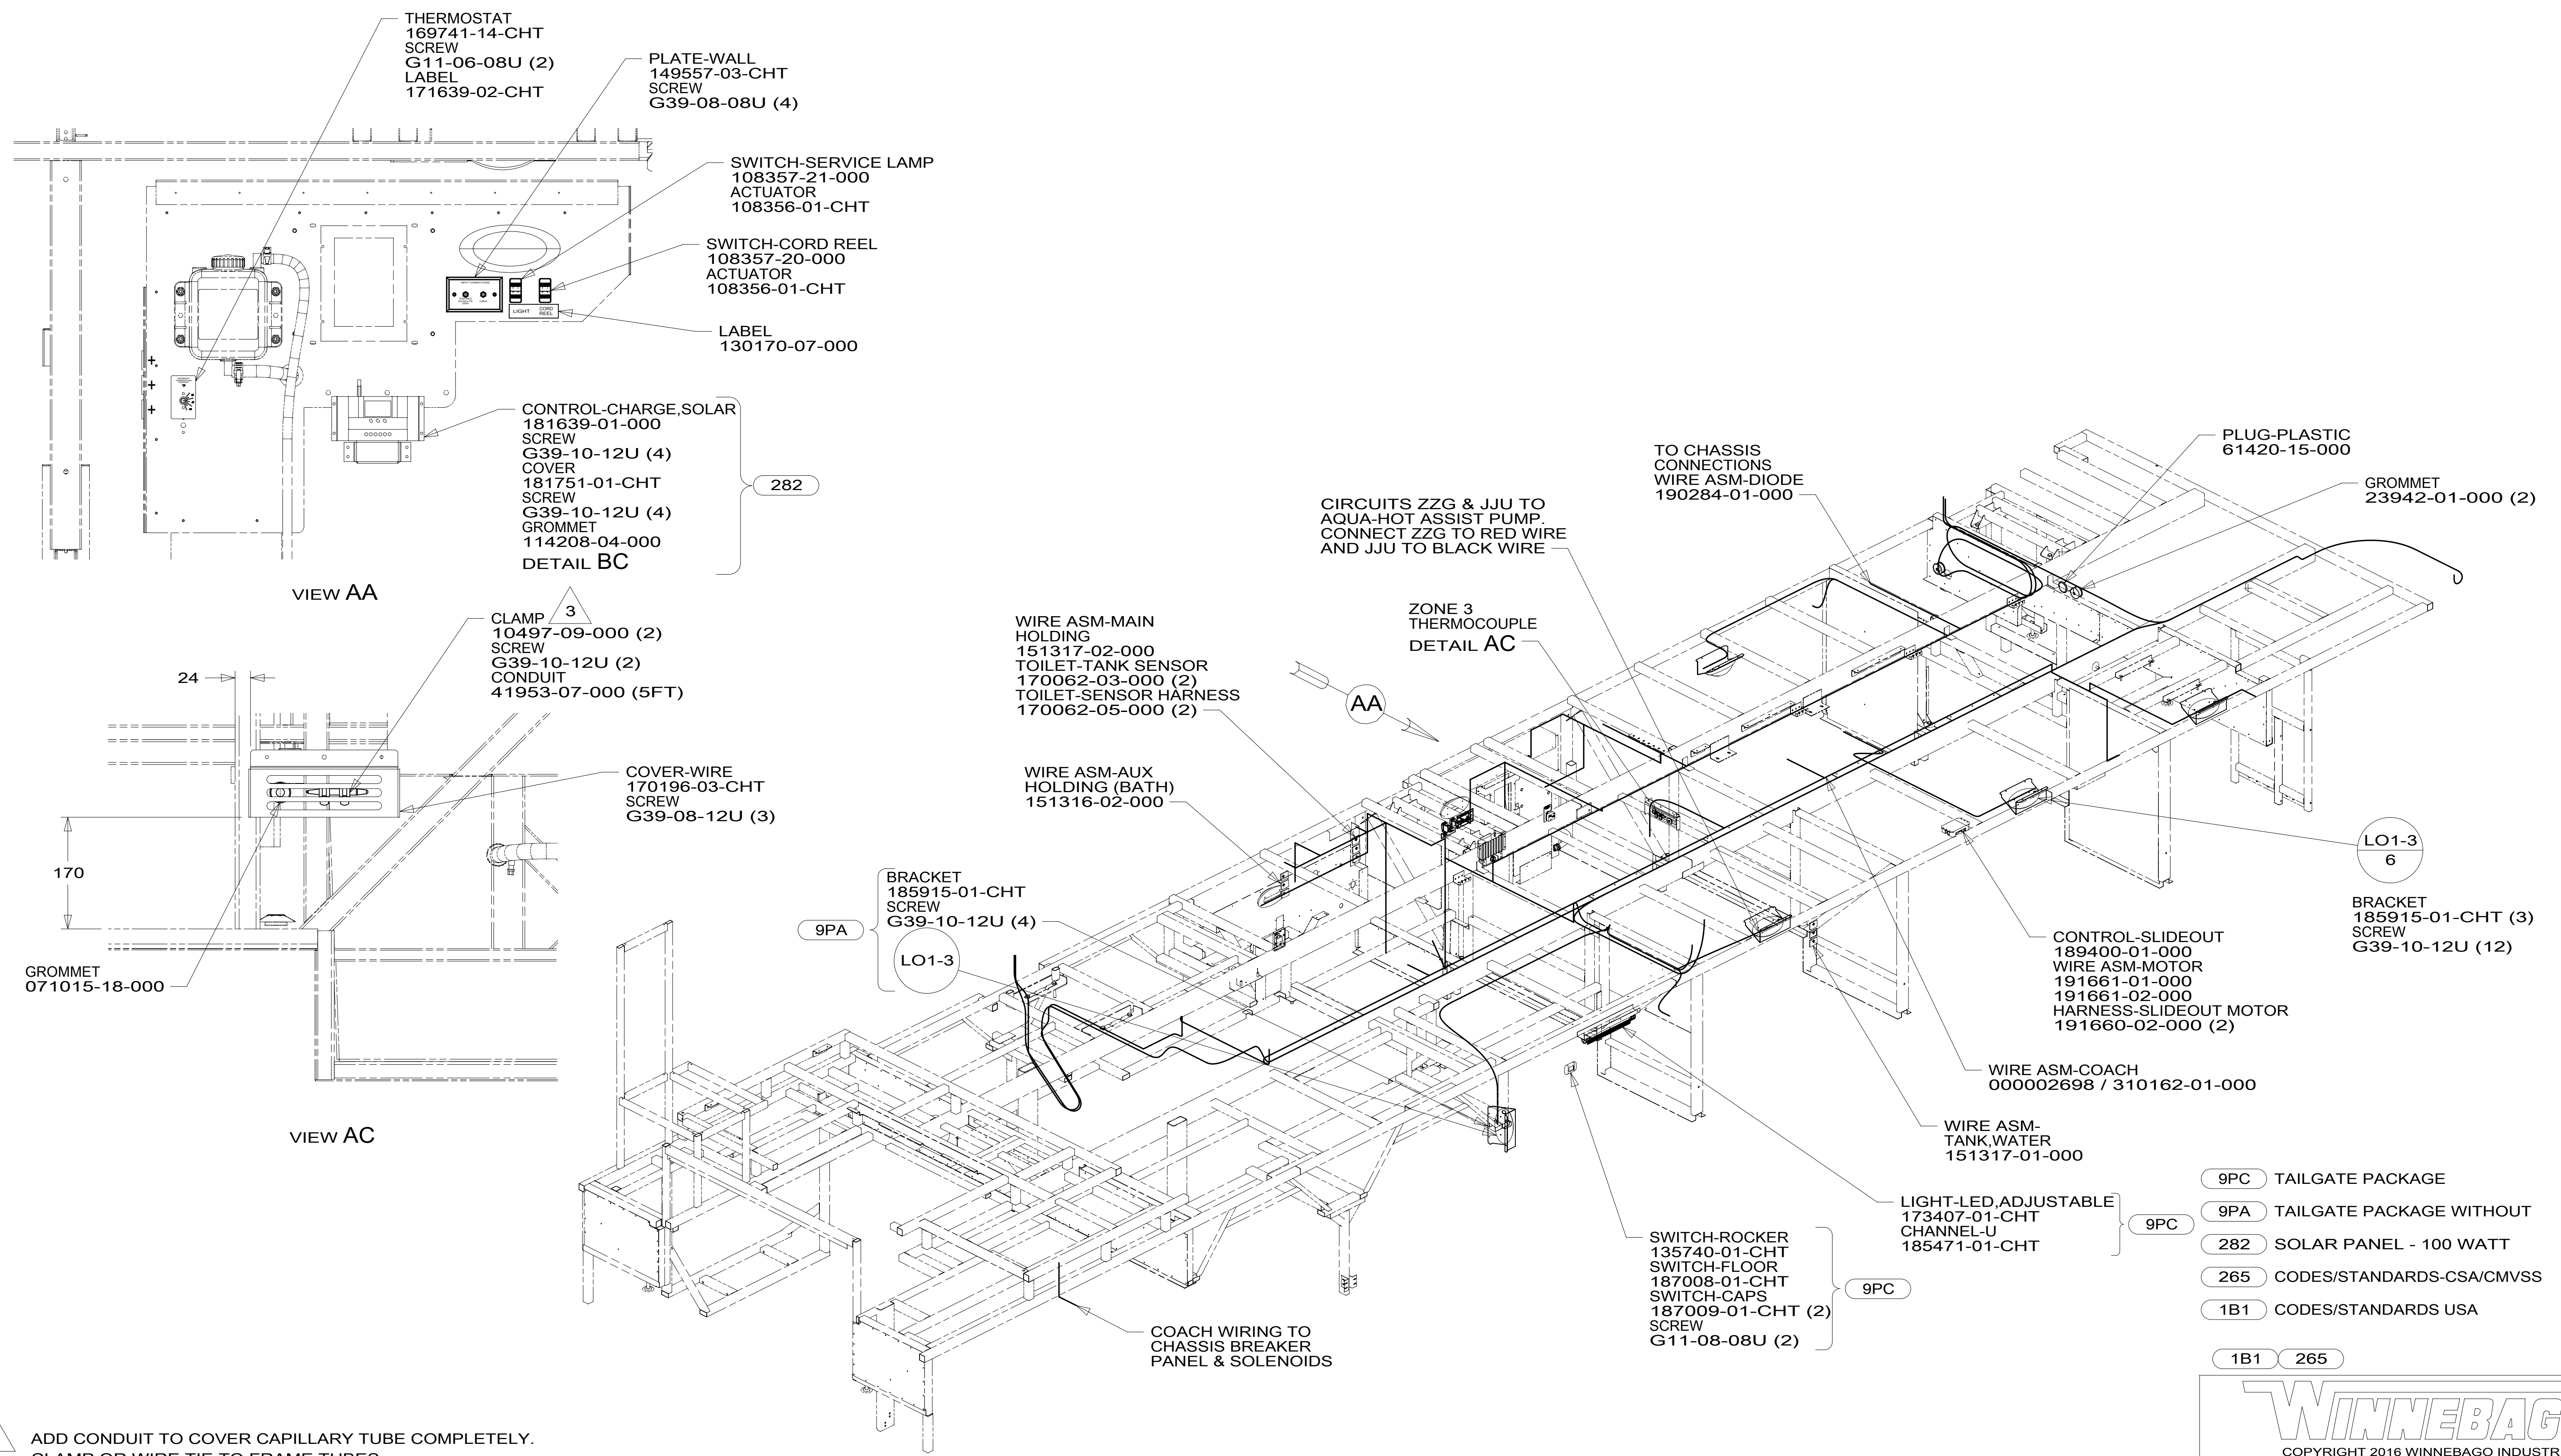 THERMOSTAT
169741-14-CHT
SCREW
G11-06-08U (2)
LABEL
171639-02-CHT
PLATE-WALL
149557-03-CHT
SCREW
G39-08-08U (4)
SWITCH-SERVICE LAMP
108357-21-000
ACTUATOR
108356-01-CHT
SWITCH-CORD REEL
108357-20-000
ACTUATOR
108356-01-CHT
LIGHT
CORD
REEL
LABEL
130170-07-000
CONTROL-CHARGE,SOLAR
181639-01-000
SCREW
G39-10-12U (4)
COVER
181751-01-CHT
SCREW
G39-10-12U (4)
GROMMET
114208-04-000
DETAIL BC
282
VIEW AA
3
CLAMP
10497-09-000 (2)
SCREW
G39-10-12U (2)
CONDUIT
41953-07-000 (5FT)
24
COVER-WIRE
170196-03-CHT
SCREW
G39-08-12U (3)
170
GROMMET
071015-18-000
VIEW AC
WIRE ASM-MAIN
HOLDING
151317-02-000
TOILET-TANK SENSOR
170062-03-000 (2)
TOILET-SENSOR HARNESS
170062-05-000 (2)
WIRE ASM-AUX
HOLDING (BATH)
151316-02-000
BRACKET
185915-01-CHT
SCREW
G39-10-12U (4)
9PA
LO1-3
CIRCUITS ZZG & JJU TO
AQUA-HOT ASSIST PUMP.
CONNECT ZZG TO RED WIRE
AND JJU TO BLACK WIRE
ZONE 3
THERMOCOUPLE
DETAIL AC
AA
TO CHASSIS
CONNECTIONS
WIRE ASM-DIODE
190284-01-000
PLUG-PLASTIC
61420-15-000
GROMMET
23942-01-000 (2)
LO1-3
6
BRACKET
185915-01-CHT (3)
SCREW
G39-10-12U (12)
CONTROL-SLIDEOUT
189400-01-000
WIRE ASM-MOTOR
191661-01-000
191661-02-000
HARNESS-SLIDEOUT MOTOR
191660-02-000 (2)
WIRE ASM-COACH
000002698 / 310162-01-000
WIRE ASM-
TANK,WATER
151317-01-000
LIGHT-LED,ADJUSTABLE
173407-01-CHT
CHANNEL-U
185471-01-CHT
9PC
SWITCH-ROCKER
135740-01-CHT
SWITCH-FLOOR
187008-01-CHT
SWITCH-CAPS
187009-01-CHT (2)
SCREW
G11-08-08U (2)
9PC
COACH WIRING TO
CHASSIS BREAKER
PANEL & SOLENOIDS
9PC TAILGATE PACKAGE
9PA TAILGATE PACKAGE WITHOUT
282 SOLAR PANEL - 100 WATT
265 CODES/STANDARDS-CSA/CMVSS
1B1 CODES/STANDARDS USA
1B1 265
WINNEBAG
COPYRIGHT 2016 WINNEBAGO INDUSTR
ADD CONDUIT TO COVER CAPILLARY TUBE COMPLETELY.
CLAMP OR WIRE TIE TO FRAME TUBES